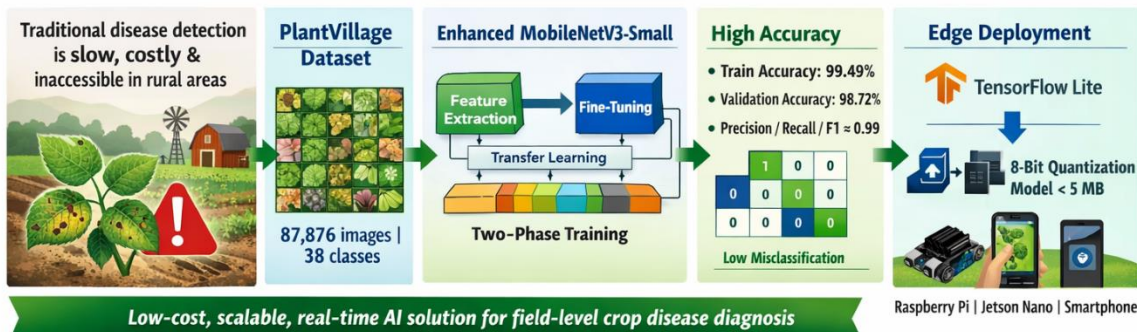 Traditional disease detection
is slow, costly &
inaccessible in rural areas
PlantVillage
Dataset
87,876 images |
38 classes
Enhanced MobileNetV3-Small
Feature
Extraction
Fine-Tuning
Transfer Learning
Two-Phase Training
High Accuracy
• Train Accuracy: 99.49%
• Validation Accuracy: 98.72%
• Precision / Recall / F1 ≈ 0.99
1 0 0
0 0 0 0
0 0 0 0
Low Misclassification
Edge Deployment
TensorFlow Lite
8-Bit Quantization
Model < 5 MB
Raspberry Pi | Jetson Nano | Smartphone
Low-cost, scalable, real-time AI solution for field-level crop disease diagnosis